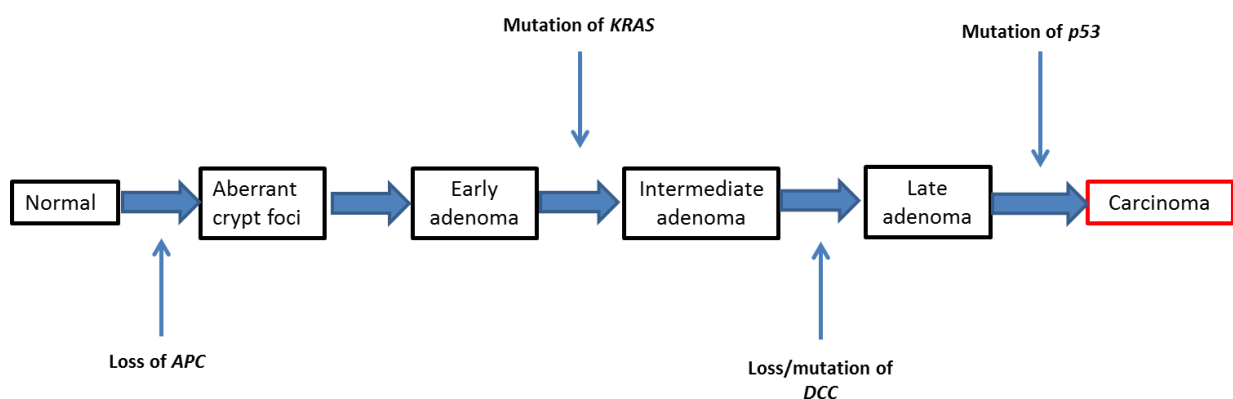 Mutation of KRAS
Mutation of p53
Normal
Aberrant
crypt foci
Early
adenoma
Intermediate
adenoma
Late
adenoma
Carcinoma
Loss of APC
Loss/mutation of
DCC